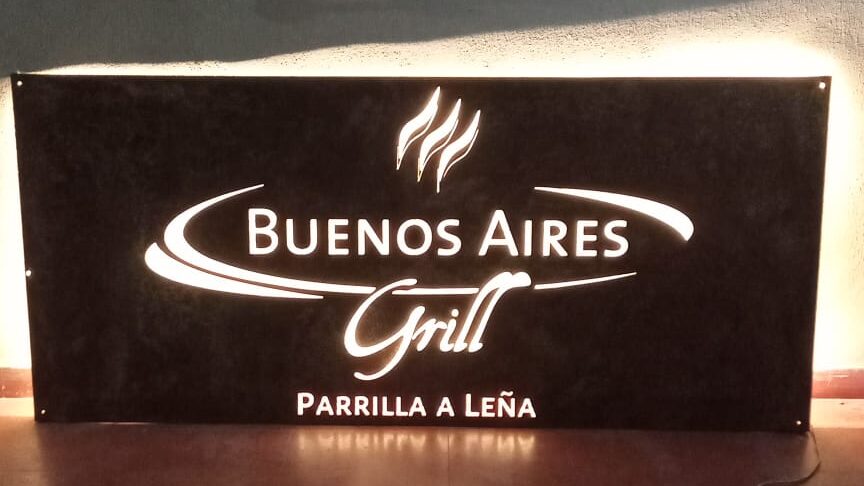 BUENOS AIRES
Grill
PARRILLA A LEÑA